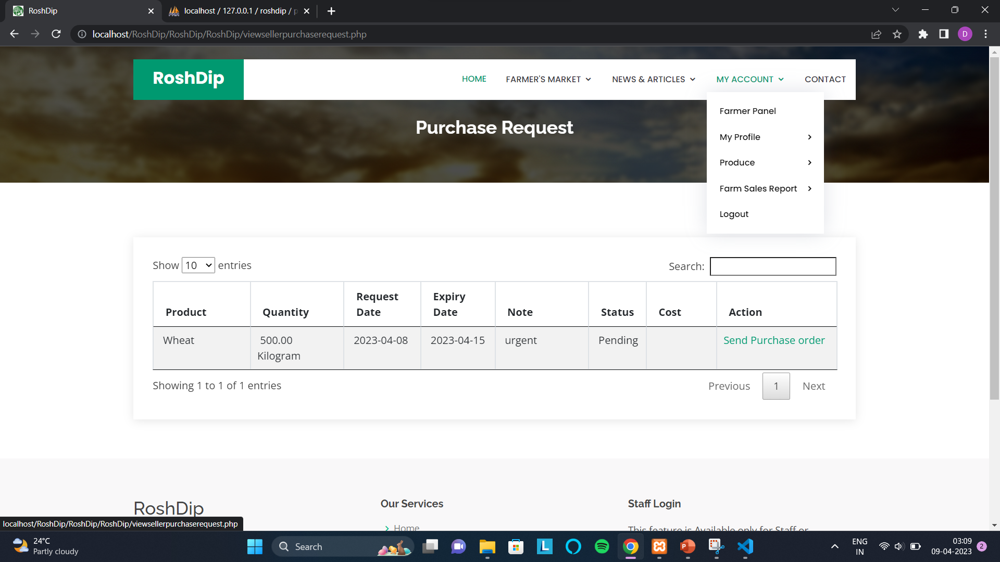 RoshDip
localhost / 127.0.0.1 / roshdip / p
localhost/RoshDip/RoshDip/RoshDip/viewsellerpurchaserequest.php
D
RoshDip
HOME
FARMER'S MARKET
NEWS & ARTICLES
MY ACCOUNT
CONTACT
Farmer Panel
My Profile
Produce
Farm Sales Report
Logout
Purchase Request
Show 10 entries
Search:
Product Quantity Request Date Expiry Date Note Status Cost Action
Wheat 500.00 Kilogram 2023-04-08 2023-04-15 urgent Pending Send Purchase order
Showing 1 to 1 of 1 entries
Previous 1 Next
RoshDip
Our Services
Home
Staff Login
This feature is Available only for Staff or
localhost/RoshDip/RoshDip/RoshDip/viewsellerpurchaserequest.php
24°C
Partly cloudy
Search
L
P
ENG
IN
03:09
09-04-2023
2